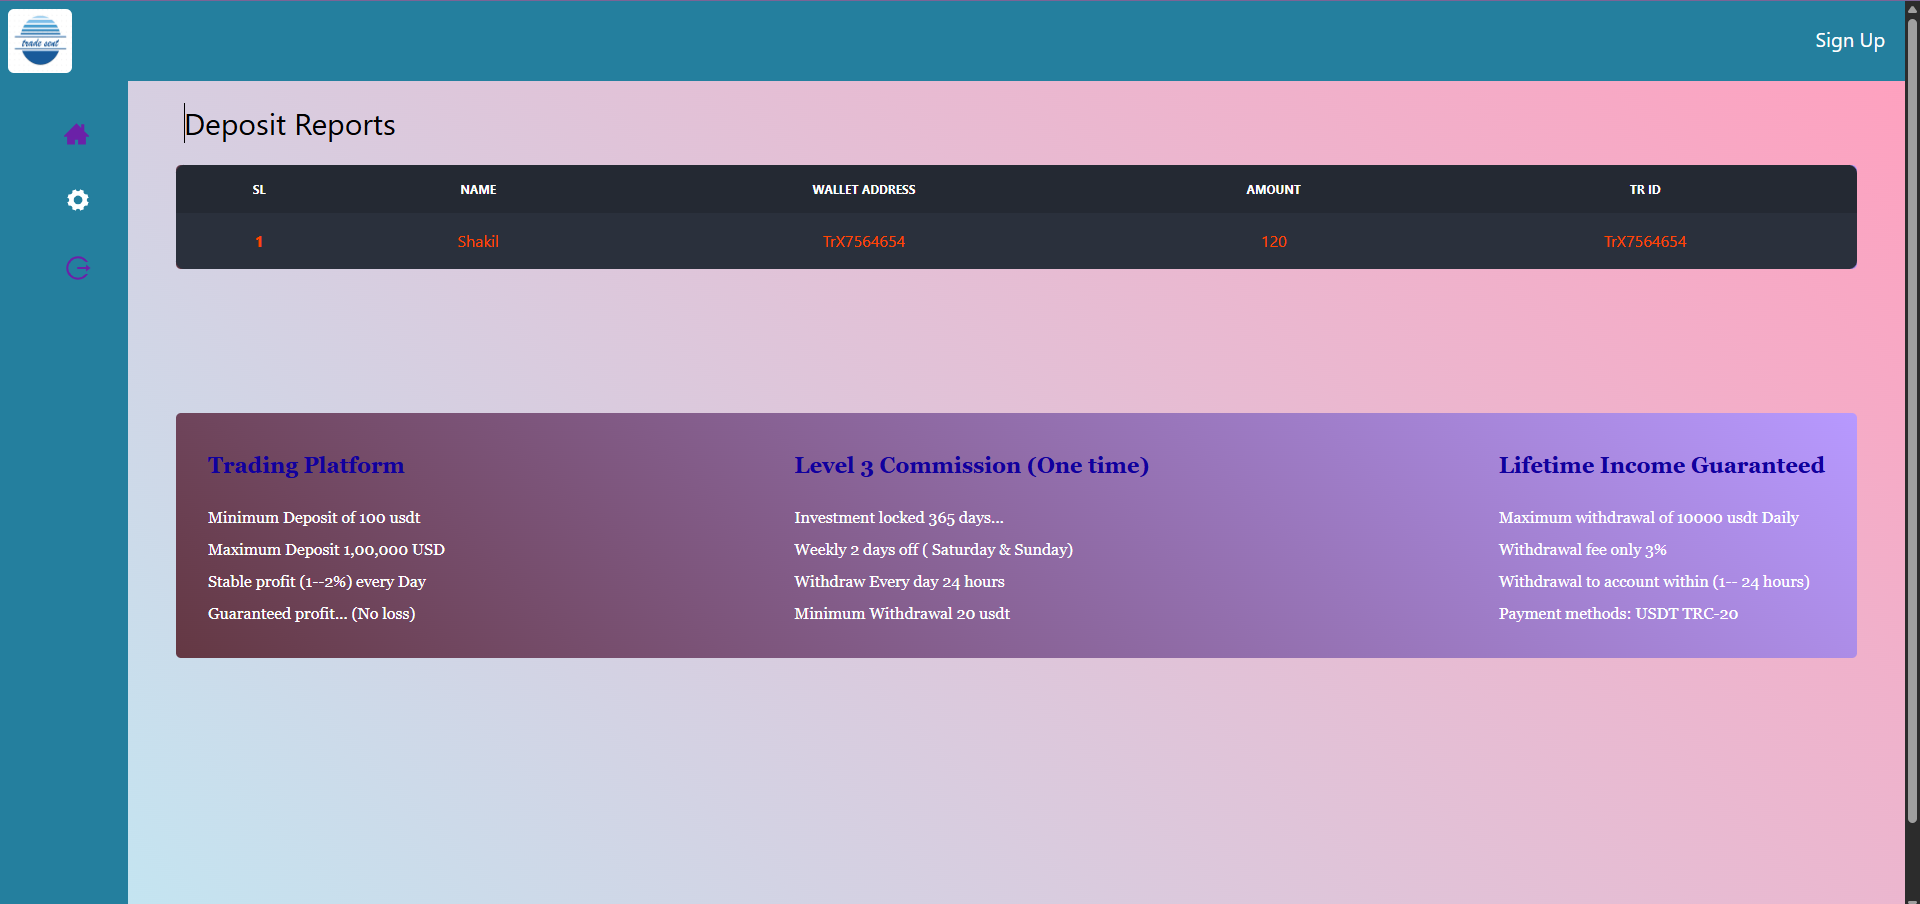 trade sent
Sign Up
Deposit Reports
SL NAME WALLET ADDRESS AMOUNT TR ID
1 Shakil TrX7564654 120 TrX7564654
Trading Platform
Minimum Deposit of 100 usdt
Maximum Deposit 1,00,000 USD
Stable profit (1--2%) every Day
Guaranteed profit... (No loss)
Level 3 Commission (One time)
Investment locked 365 days...
Weekly 2 days off ( Saturday & Sunday)
Withdraw Every day 24 hours
Minimum Withdrawal 20 usdt
Lifetime Income Guaranteed
Maximum withdrawal of 10000 usdt Daily
Withdrawal fee only 3%
Withdrawal to account within (1-- 24 hours)
Payment methods: USDT TRC-20